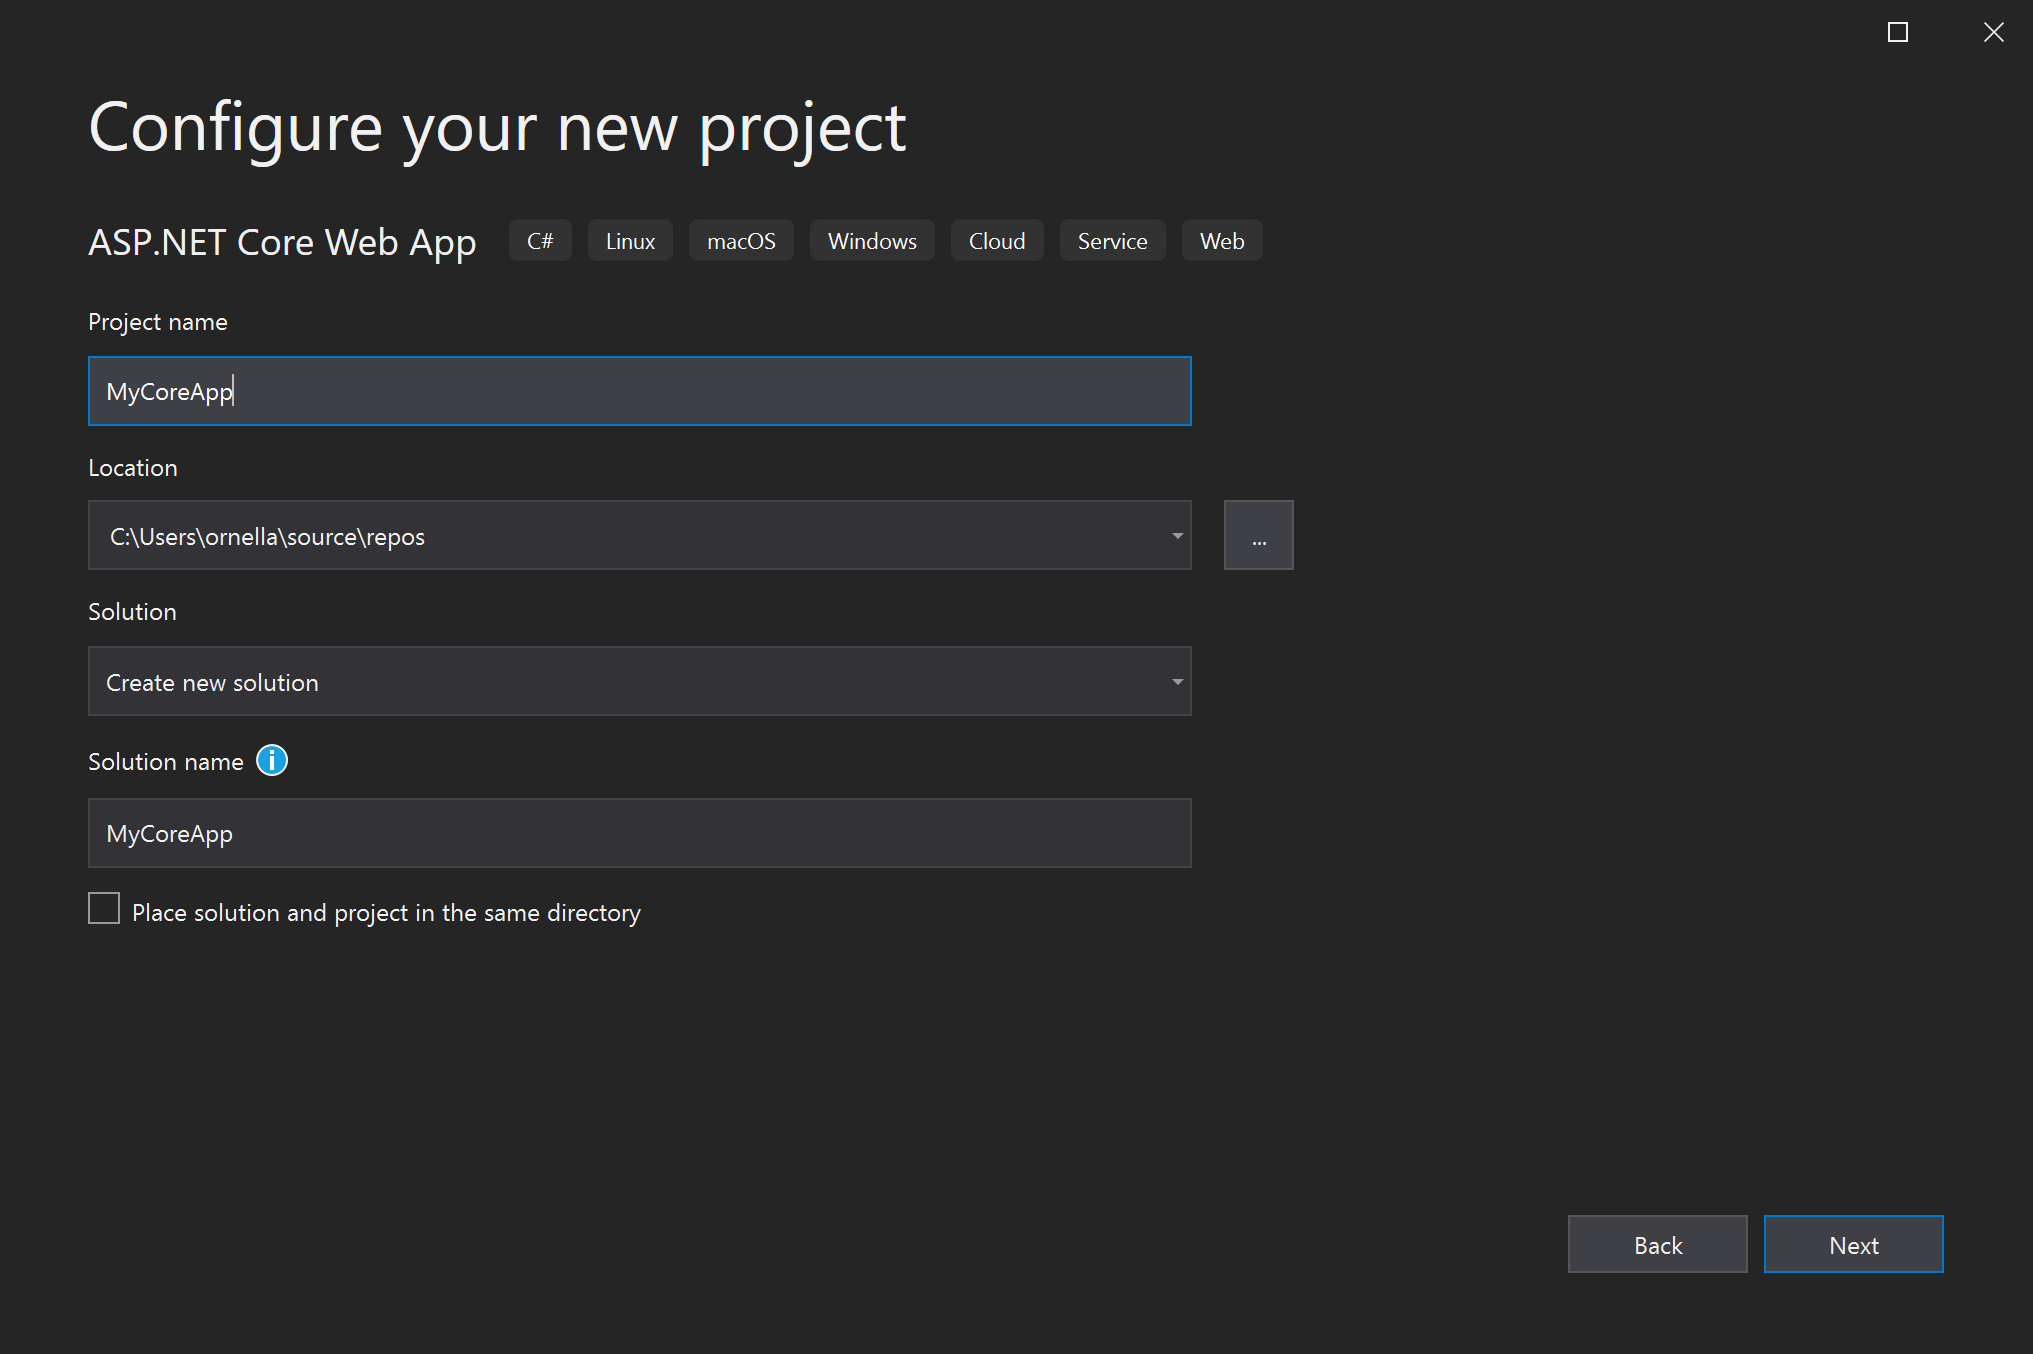 Configure your new project
ASP.NET Core Web App C# Linux macOS Windows Cloud Service Web
Project name
MyCoreApp
Location
C:\Users\ornella\source\repos
...
Solution
Create new solution
Solution name i
MyCoreApp
Place solution and project in the same directory
Back Next